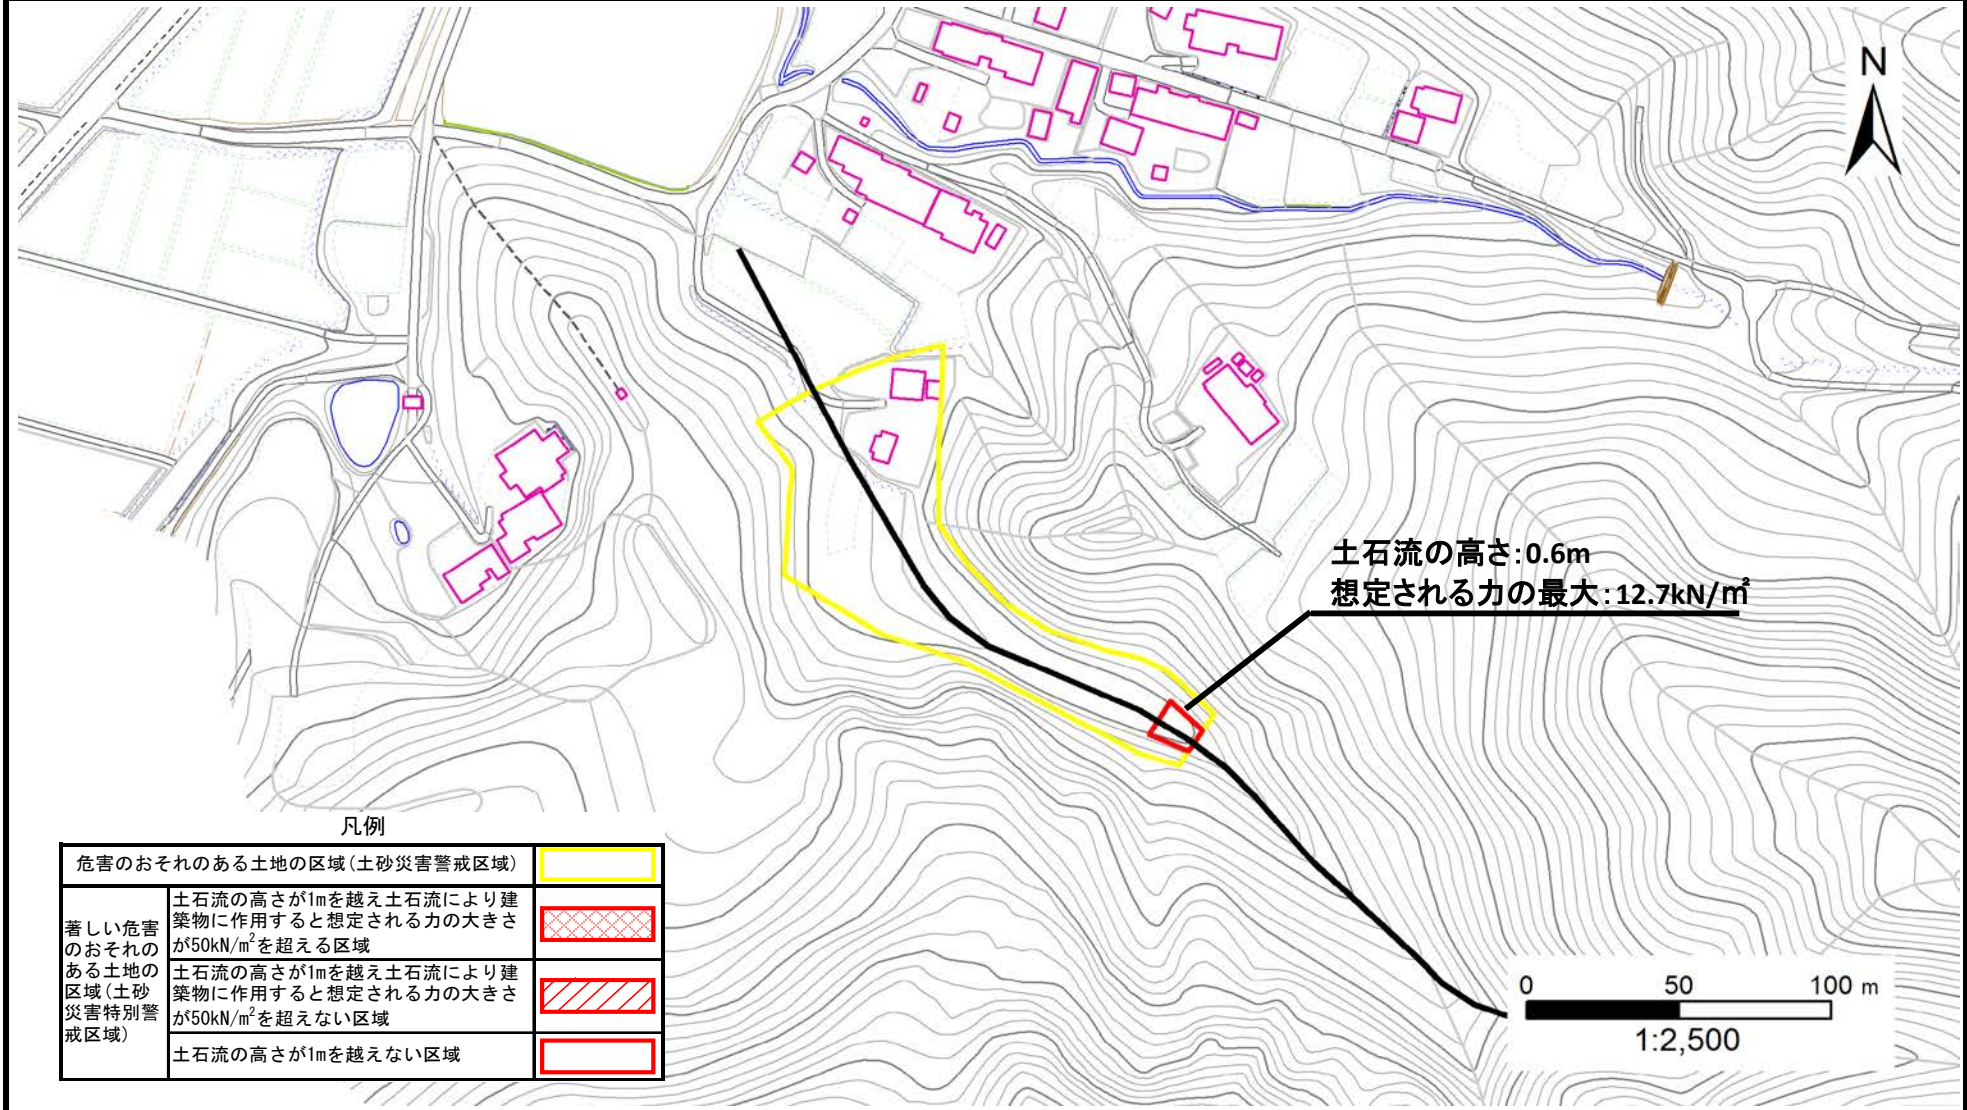 N
土石流の高さ:0.6m
想定される力の最大:12.7kN/㎡
凡例
危害のおそれのある土地の区域(土砂災害警戒区域)
著しい危害
のおそれの
ある土地の
区域(土砂
災害特別警
戒区域)
土石流の高さが1mを越え土石流により建
築物に作用すると想定される力の大きさ
が50kN/m²を超える区域
土石流の高さが1mを越え土石流により建
築物に作用すると想定される力の大きさ
が50kN/m²を超えない区域
土石流の高さが1mを越えない区域
0 50 100 m
1:2,500